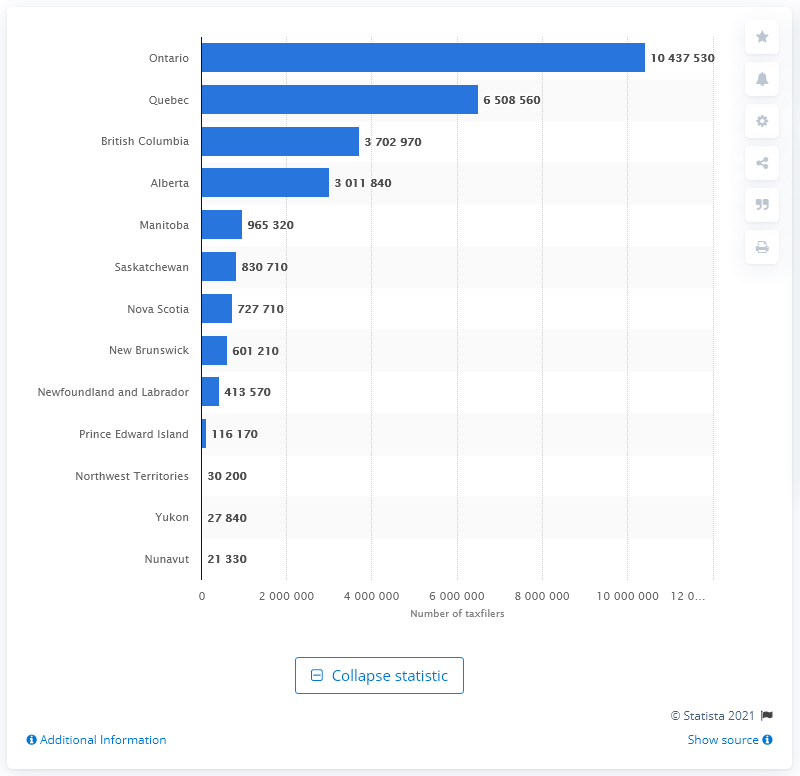 Ontario 10 437 530
Quebec 6 508 560
British Columbia 3 702 970
Alberta 3 011 840
Manitoba 965 320
Saskatchewan 830 710
Nova Scotia 727 710
New Brunswick 601 210
Newfoundland and Labrador 413 570
Prince Edward Island 116 170
Northwest Territories 30 200
Yukon 27 840
Nunavut 21 330
0 2 000 000 4 000 000 6 000 000 8 000 000 10 000 000 12 0...
Number of taxfilers
Collapse statistic
© Statista 2021
Additional Information Show source